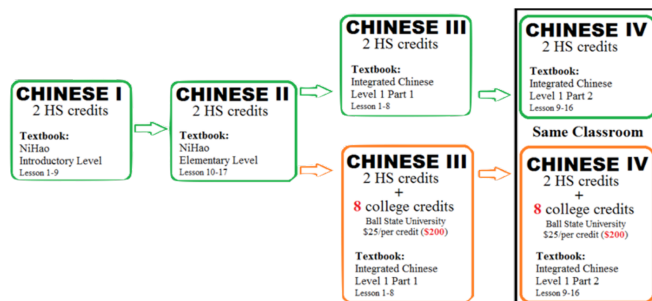 CHINESE I
2 HS credits
Textbook:
NiHao
Introductory Level
Lesson 1-9
CHINESE II
2 HS credits
Textbook:
NiHao
Elementary Level
Lesson 10-17
CHINESE III
2 HS credits
Textbook:
Integrated Chinese
Level 1 Part 1
Lesson 1-8
CHINESE IV
2 HS credits
Textbook:
Integrated Chinese
Level 1 Part 2
Lesson 9-16
Same Classroom
CHINESE III
2 HS credits
+
8 college credits
Ball State University
$25/per credit ($200)
Textbook:
Integrated Chinese
Level 1 Part 1
Lesson 1-8
CHINESE IV
2 HS credits
+
8 college credits
Ball State University
$25/per credit ($200)
Textbook:
Integrated Chinese
Level 1 Part 2
Lesson 9-16